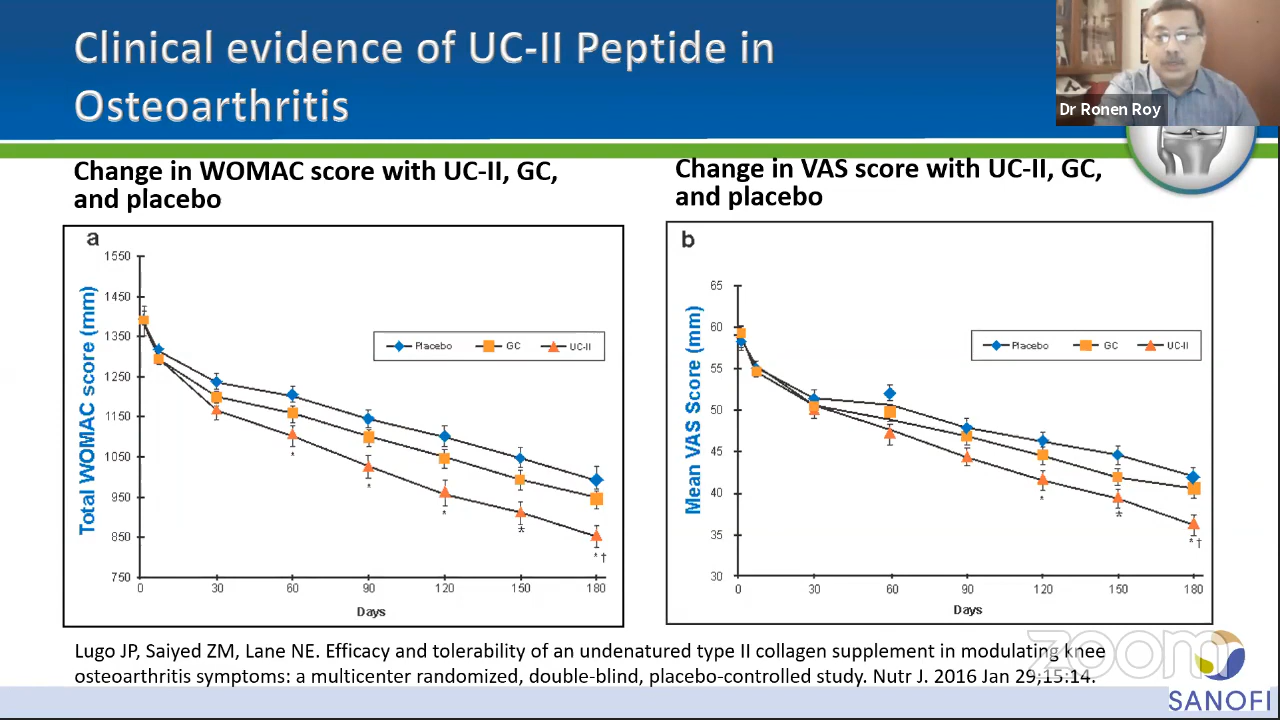 Clinical evidence of UC-II Peptide in
Osteoarthritis
Dr Ronen Roy
Change in WOMAC score with UC-II, GC,
and placebo
Change in VAS score with UC-II, GC,
and placebo
a
1550
1450
1350
1250
1150
1050
950
850
750
Total WOMAC score (mm)
Placebo GC UC-II
* * * * *†
0 30 60 90 120 150 180
Days
b
65
60
55
50
45
40
35
30
Mean VAS Score (mm)
Placebo GC UC-II
* * *†
0 30 60 90 120 150 180
Days
Lugo JP, Saiyed ZM, Lane NE. Efficacy and tolerability of an undenatured type II collagen supplement in modulating knee
osteoarthritis symptoms: a multicenter randomized, double-blind, placebo-controlled study. Nutr J. 2016 Jan 29;15:14.
zoom
SANOFI